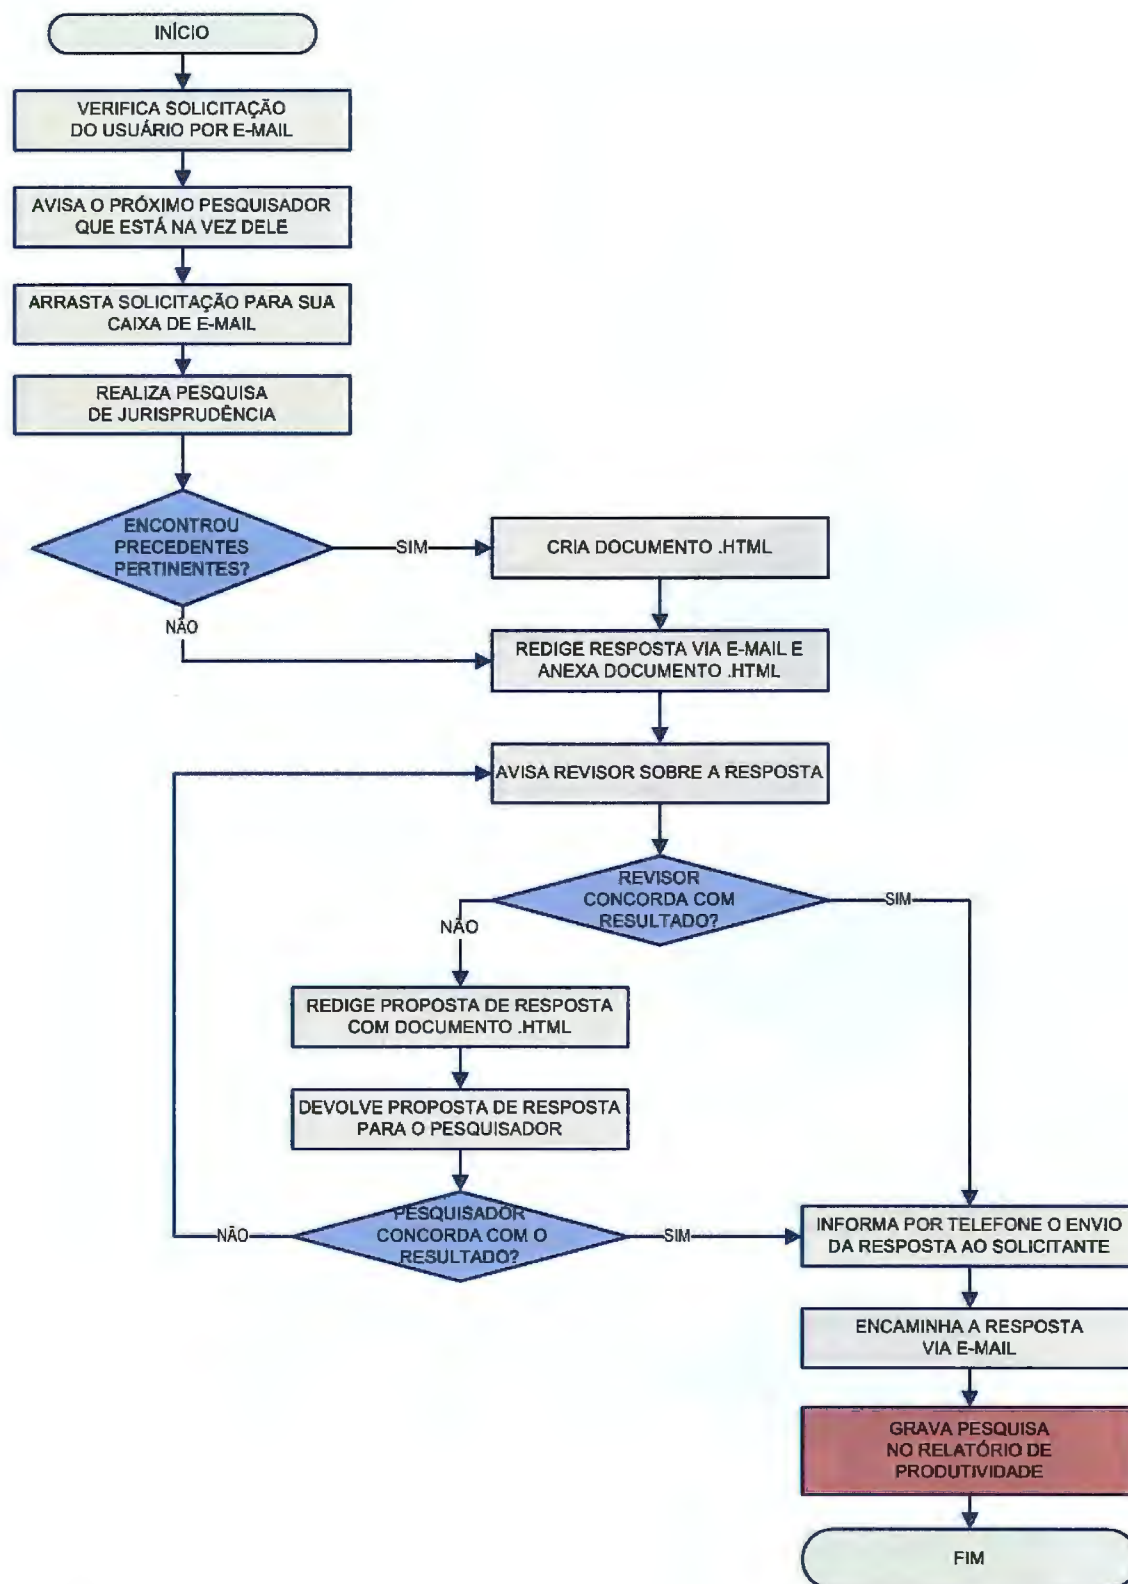 INÍCIO
VERIFICA SOLICITAÇÃO
DO USUÁRIO POR E-MAIL
AVISA O PRÓXIMO PESQUISADOR
QUE ESTÁ NA VEZ DELE
ARRASTA SOLICITAÇÃO PARA SUA
CAIXA DE E-MAIL
REALIZA PESQUISA
DE JURISPRUDÊNCIA
ENCONTROU
PRECEDENTES
PERTINENTES?
SIM
CRIA DOCUMENTO .HTML
NÃO
REDIGE RESPOSTA VIA E-MAIL E
ANEXA DOCUMENTO .HTML
AVISA REVISOR SOBRE A RESPOSTA
REVISOR
CONCORDA COM
RESULTADO?
SIM
NÃO
REDIGE PROPOSTA DE RESPOSTA
COM DOCUMENTO .HTML
DEVOLVE PROPOSTA DE RESPOSTA
PARA O PESQUISADOR
PESQUISADOR
CONCORDA COM O
RESULTADO?
NÃO
SIM
INFORMA POR TELEFONE O ENVIO
DA RESPOSTA AO SOLICITANTE
ENCAMINHA A RESPOSTA
VIA E-MAIL
GRAVA PESQUISA
NO RELATÓRIO DE
PRODUTIVIDADE
FIM